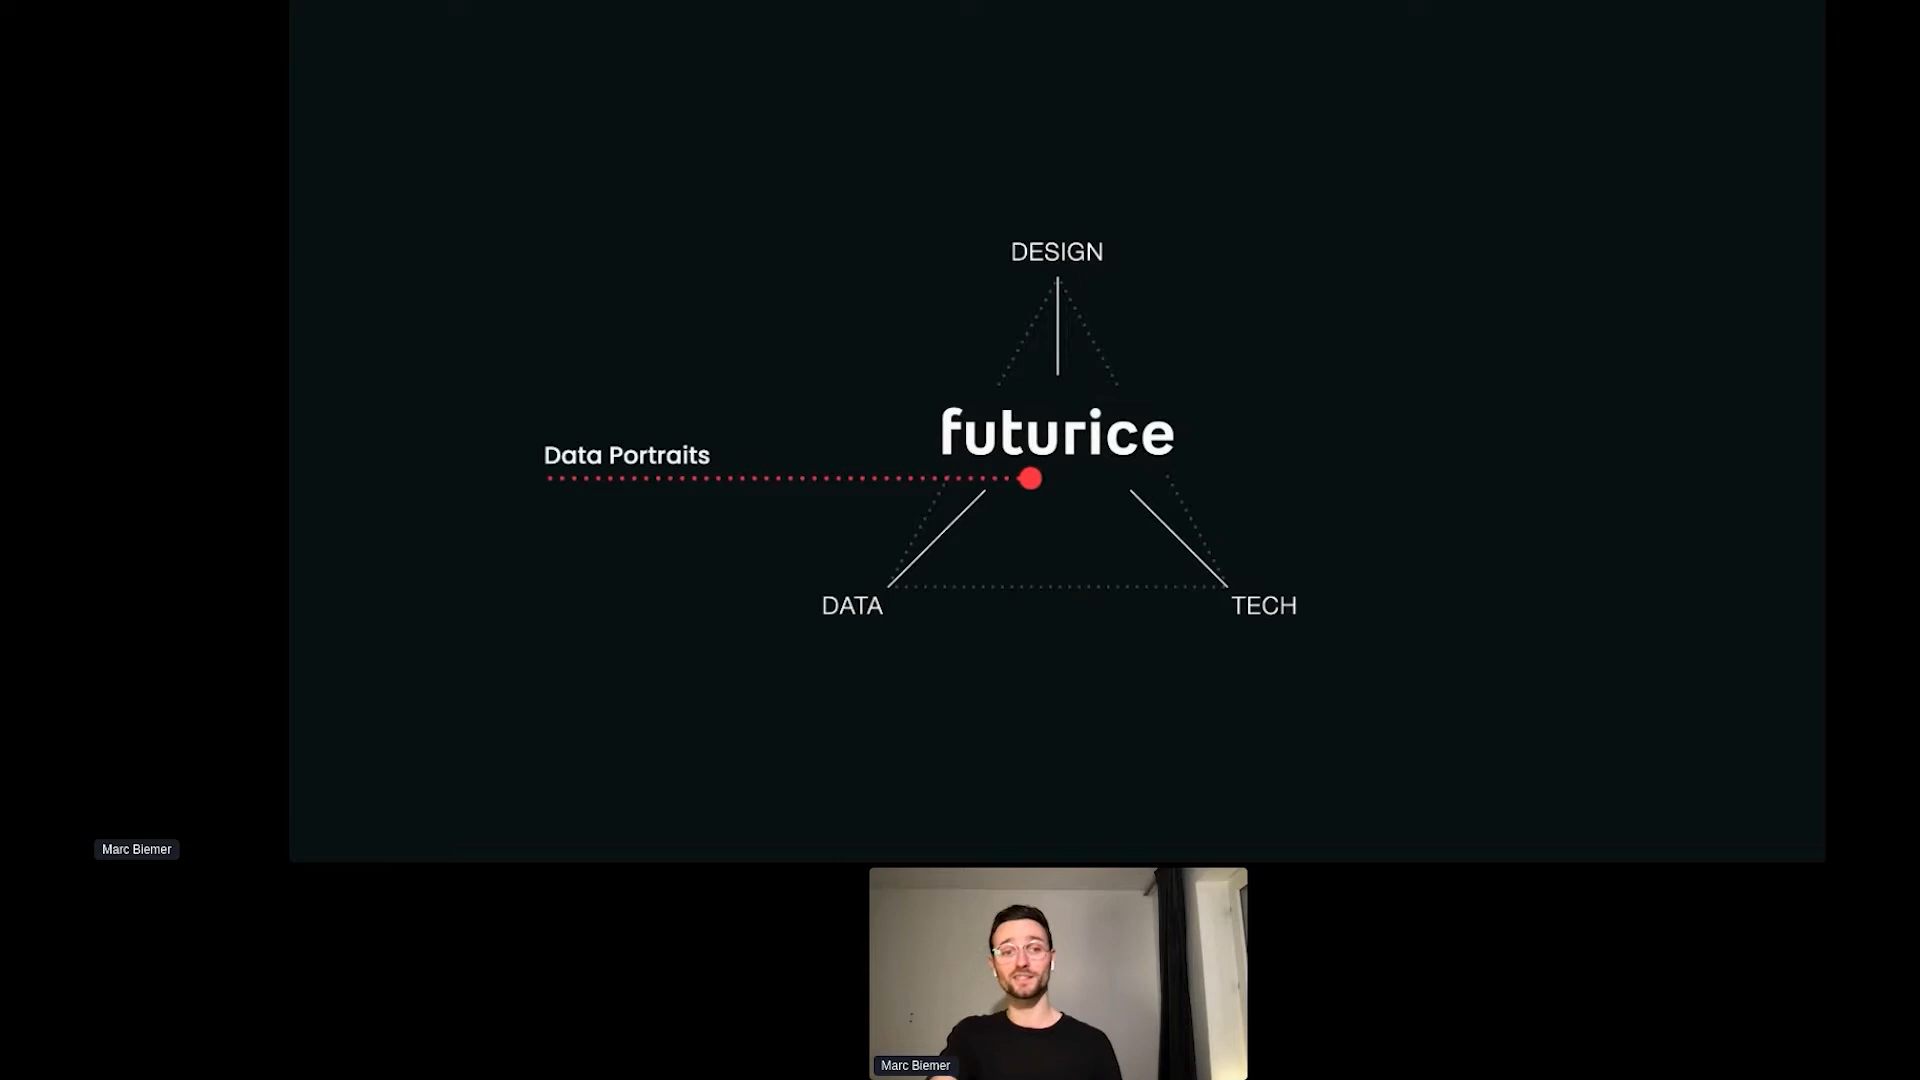 DESIGN
futurice
Data Portraits
DATA
TECH
Marc Biemer
Marc Biemer